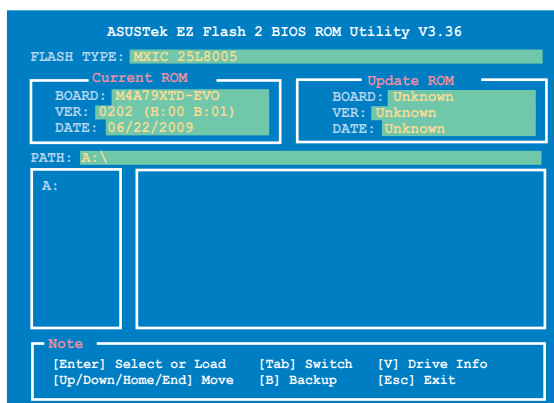 ASUSTek EZ Flash 2 BIOS ROM Utility V3.36
FLASH TYPE: MXIC 25L8005
Current ROM
BOARD: M4A79XTD-EVO
VER: 0202 (H:00 B:01)
DATE: 06/22/2009
Update ROM
BOARD: Unknown
VER: Unknown
DATE: Unknown
PATH: A:\
A:
Note
[Enter] Select or Load [Tab] Switch [V] Drive Info
[Up/Down/Home/End] Move [B] Backup [Esc] Exit